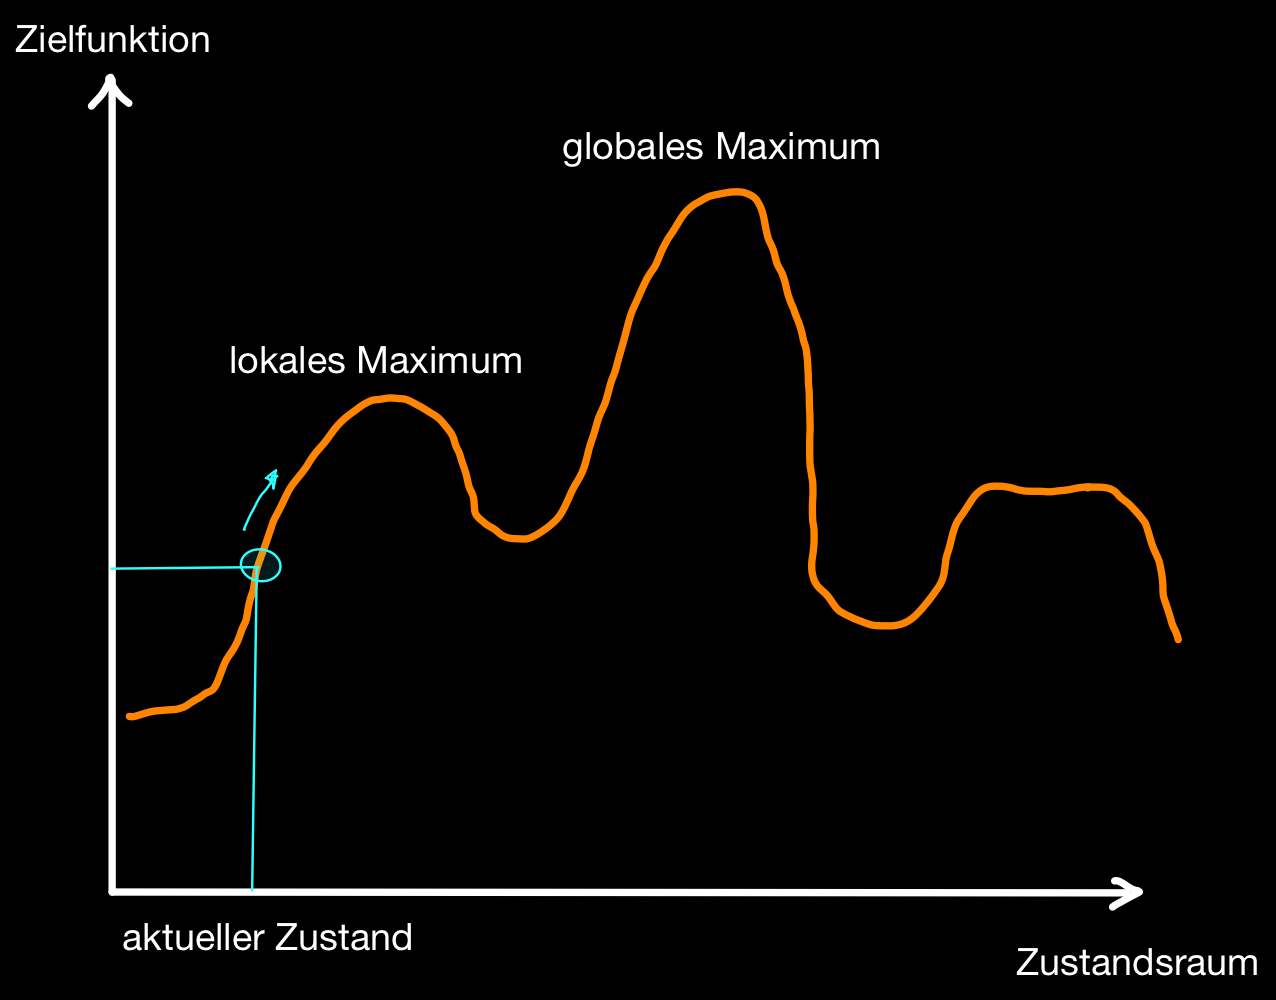 Zielfunktion
globales Maximum
lokales Maximum
aktueller Zustand
Zustandsraum